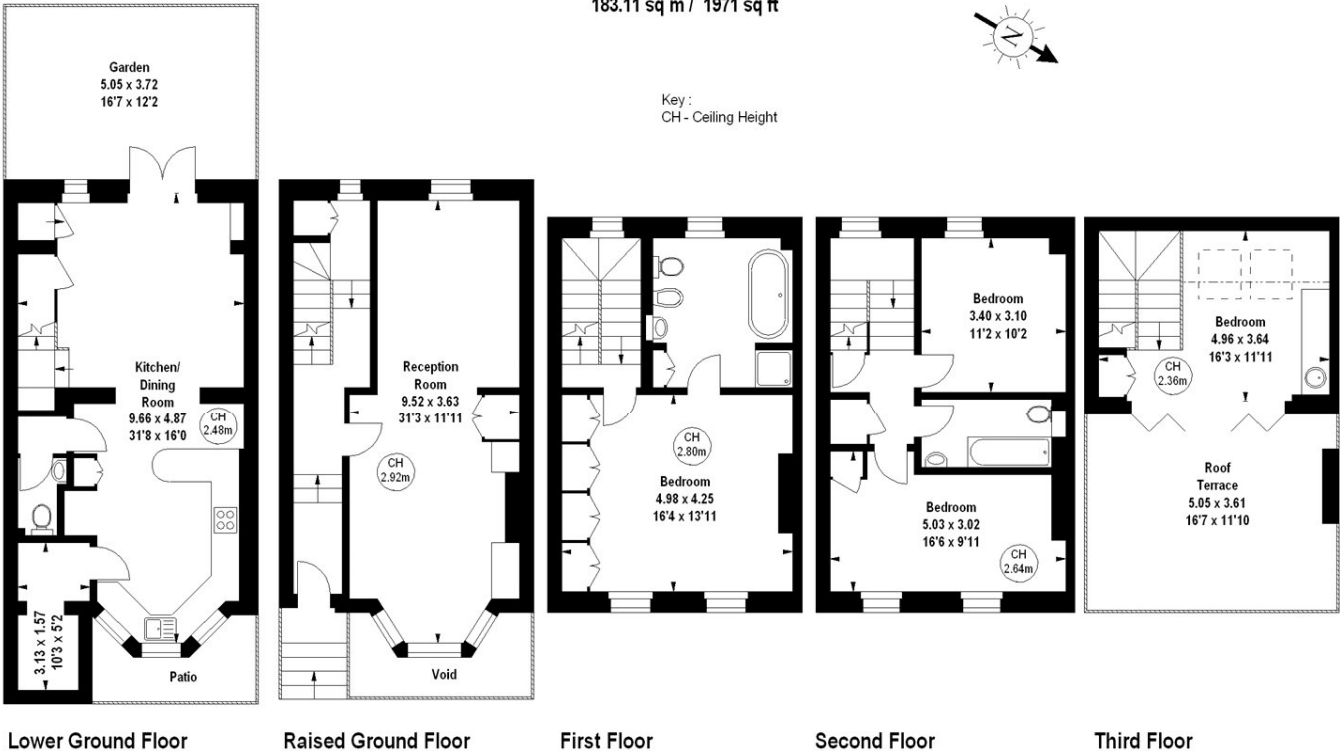 183.11 sq m / 1971 sq ft
N
Key :
CH - Ceiling Height
Garden
5.05 x 3.72
16'7 x 12'2
Kitchen/
Dining
Room
9.66 x 4.87
31'8 x 16'0
CH
2.48m
3.13 x 1.57
10'3 x 5'2
Patio
Lower Ground Floor
Reception
Room
9.52 x 3.63
31'3 x 11'11
CH
2.92m
Void
Raised Ground Floor
CH
2.80m
Bedroom
4.98 x 4.25
16'4 x 13'11
First Floor
Bedroom
3.40 x 3.10
11'2 x 10'2
Bedroom
5.03 x 3.02
16'6 x 9'11
CH
2.64m
Second Floor
Bedroom
4.96 x 3.64
16'3 x 11'11
CH
2.36m
Roof
Terrace
5.05 x 3.61
16'7 x 11'10
Third Floor